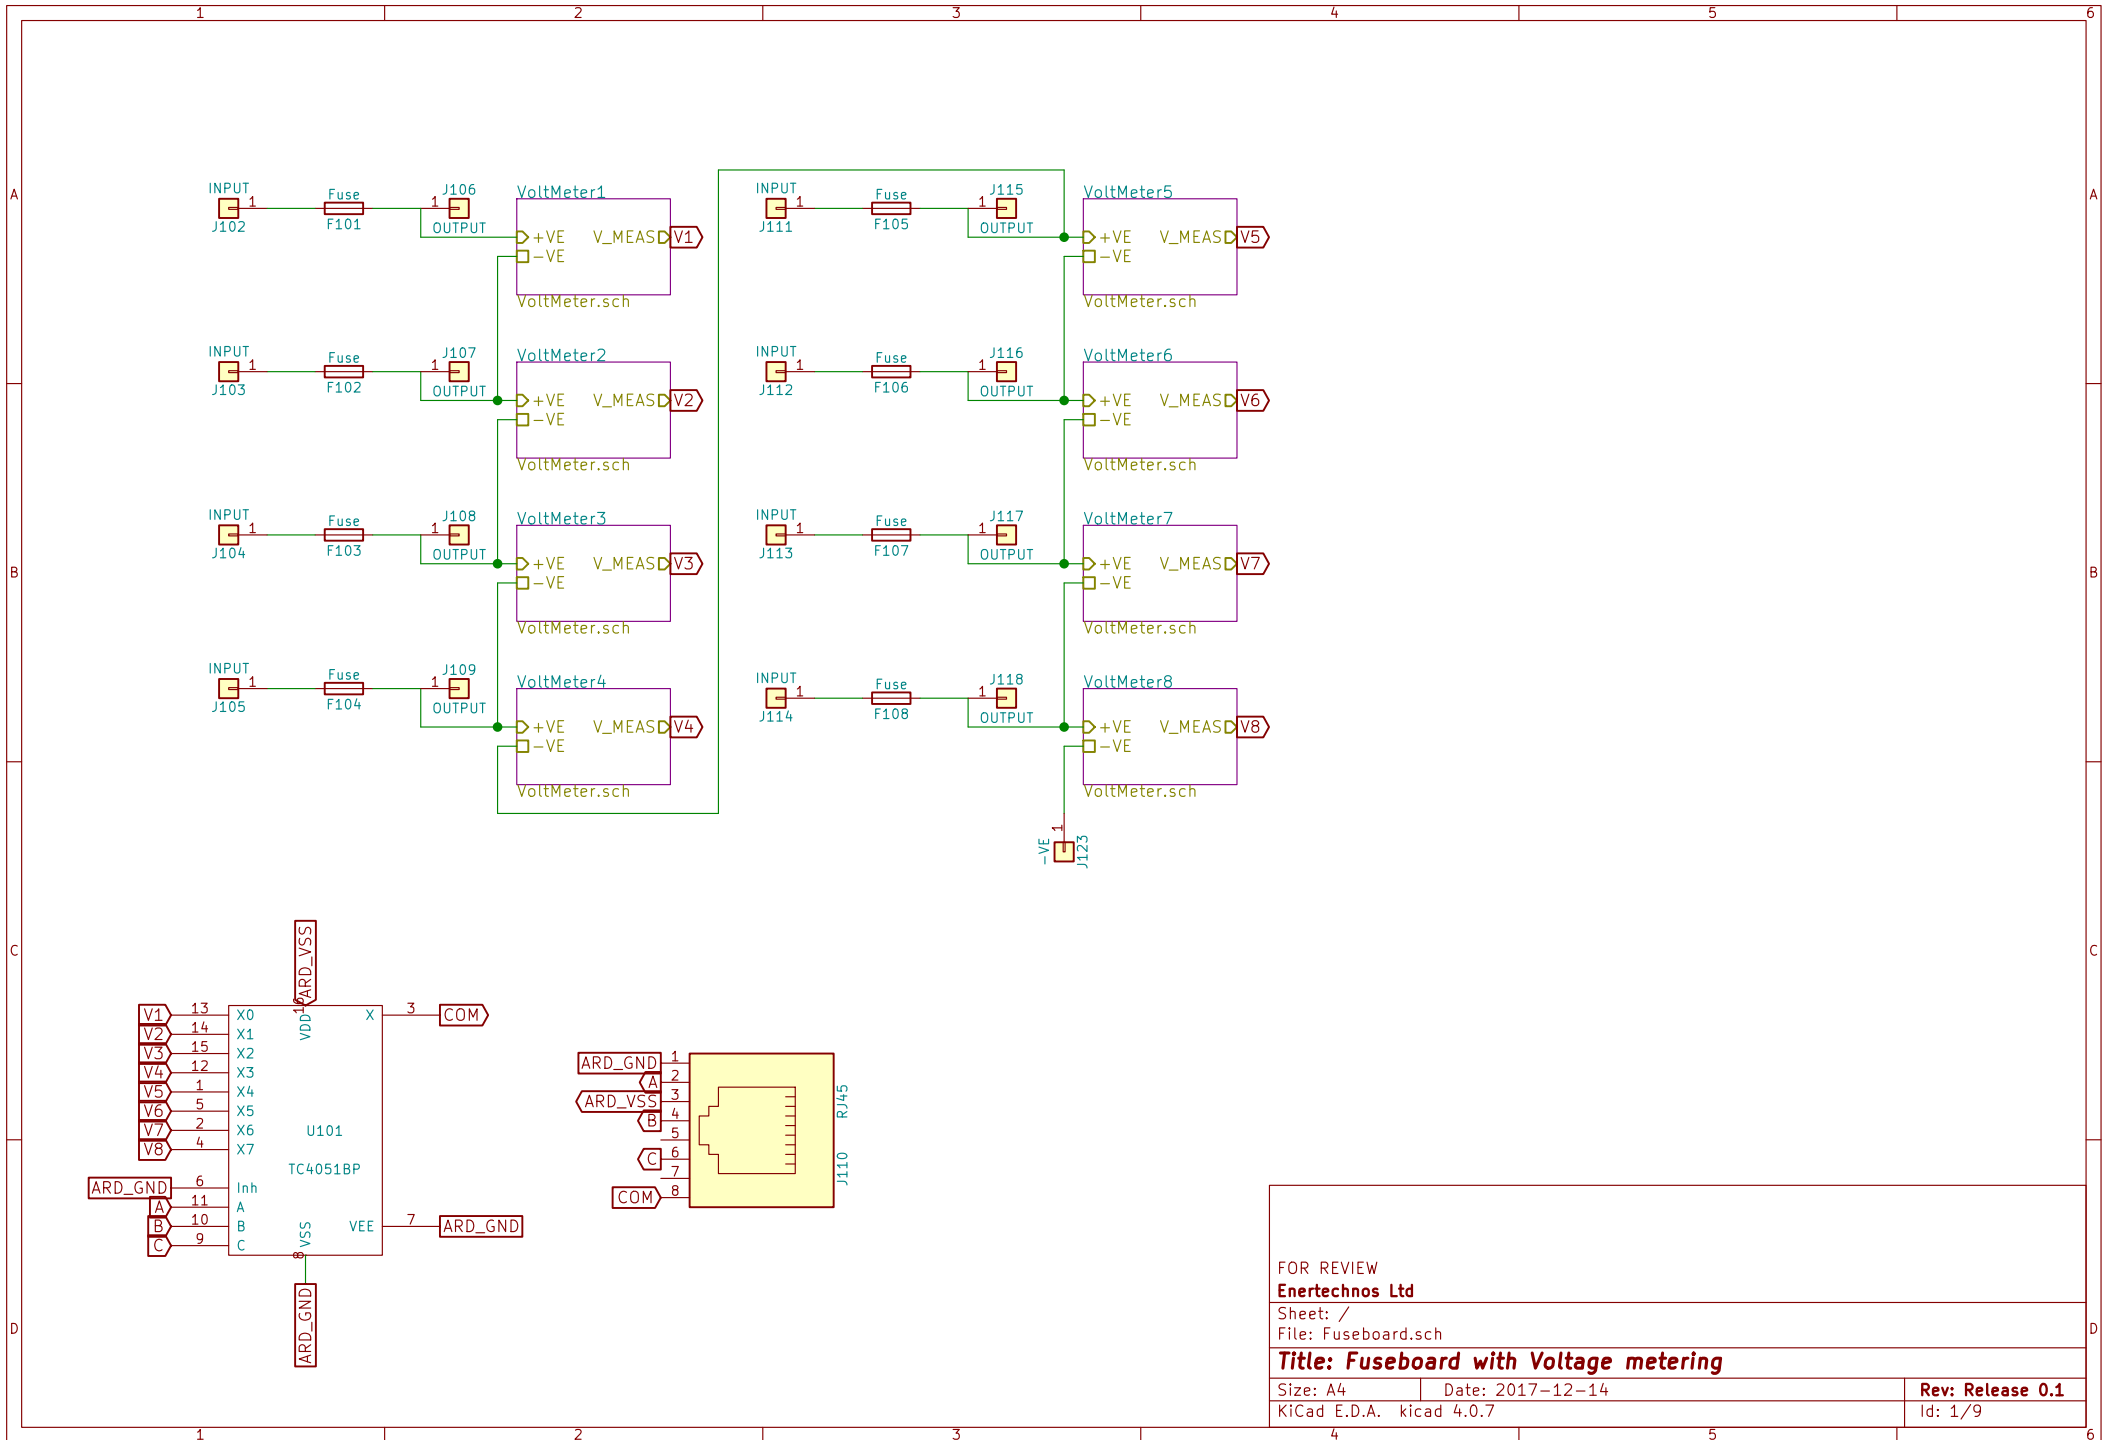 1 2 3 4 5 6
A
A
INPUT
1
J102
Fuse
F101
J106
1
OUTPUT
VoltMeter1
+VE V_MEAS V1
-VE
VoltMeter.sch
INPUT
1
J111
Fuse
F105
J115
1
OUTPUT
VoltMeter5
+VE V_MEAS V5
-VE
VoltMeter.sch
INPUT
1
J103
Fuse
F102
J107
1
OUTPUT
VoltMeter2
+VE V_MEAS V2
-VE
VoltMeter.sch
INPUT
1
J112
Fuse
F106
J116
1
OUTPUT
VoltMeter6
+VE V_MEAS V6
-VE
VoltMeter.sch
B
B
INPUT
1
J104
Fuse
F103
J108
1
OUTPUT
VoltMeter3
+VE V_MEAS V3
-VE
VoltMeter.sch
INPUT
1
J113
Fuse
F107
J117
1
OUTPUT
VoltMeter7
+VE V_MEAS V7
-VE
VoltMeter.sch
INPUT
1
J105
Fuse
F104
J109
1
OUTPUT
VoltMeter4
+VE V_MEAS V4
-VE
VoltMeter.sch
INPUT
1
J114
Fuse
F108
J118
1
OUTPUT
VoltMeter8
+VE V_MEAS V8
-VE
VoltMeter.sch
1
-VE
J123
C
C
ARD_VSS
16
VDD
V1 13 X0
V2 14 X1
V3 15 X2
V4 12 X3
V5 1 X4
V6 5 X5
V7 2 X6
V8 4 X7
X 3 COM
U101
TC4051BP
ARD_GND 6 Inh
A 11 A
B 10 B
C 9 C
VEE 7 ARD_GND
VSS
8
ARD_GND
ARD_GND 1
A 2
ARD_VSS 3
B 4
5
C 6
7
COM 8
RJ45
J110
D
D
FOR REVIEW
Enertechnos Ltd
Sheet: /
File: Fuseboard.sch
Title: Fuseboard with Voltage metering
Size: A4 Date: 2017-12-14 Rev: Release 0.1
KiCad E.D.A. kicad 4.0.7 Id: 1/9
1 2 3 4 5 6